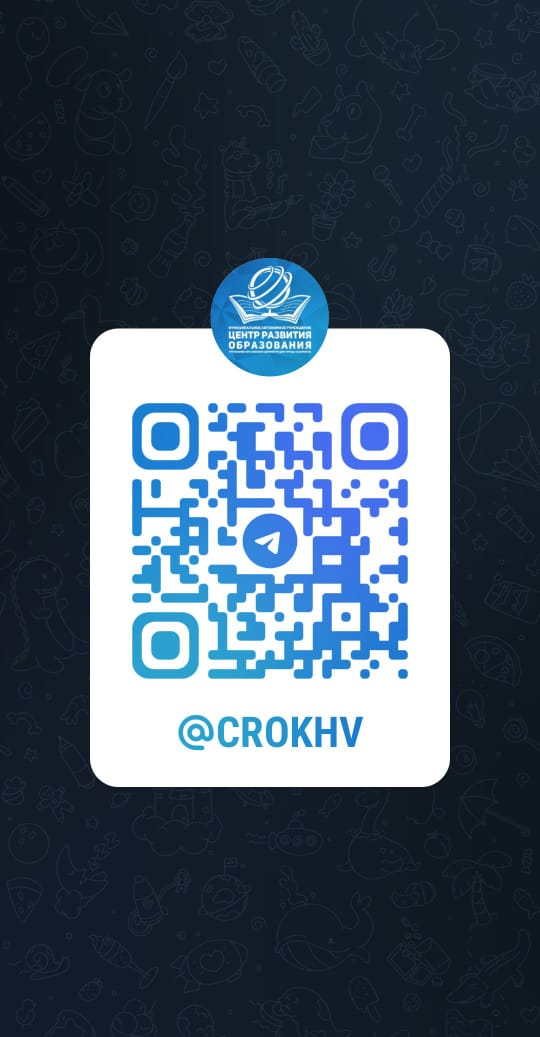 МУНИЦИПАЛЬНОЕ АВТОНОМНОЕ УЧРЕЖДЕНИЕ
ЦЕНТР РАЗВИТИЯ
ОБРАЗОВАНИЯ
@CROKHV